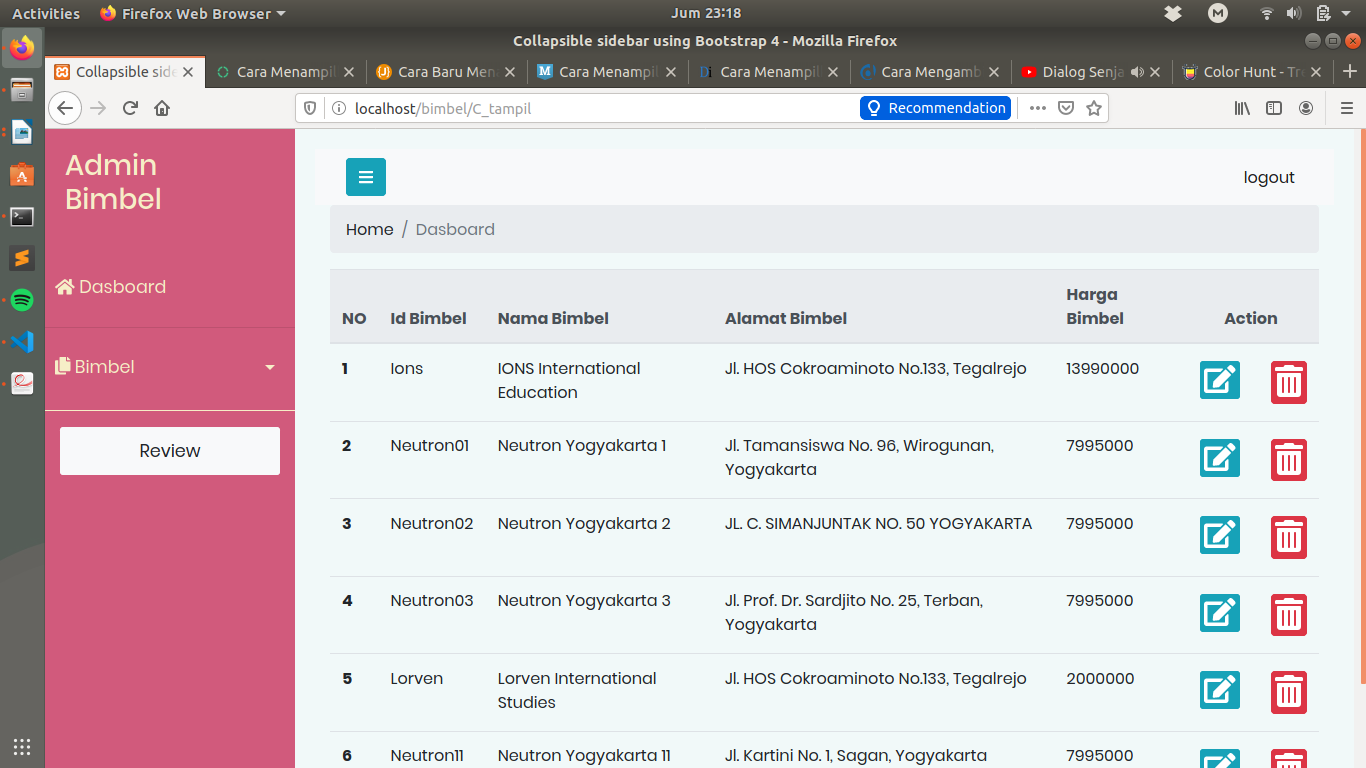 Activities Firefox Web Browser Jum 23:18
Collapsible sidebar using Bootstrap 4 - Mozilla Firefox
Collapsible side Cara Menampil Cara Baru Men Cara Menampil Cara Menampil Cara Mengamb Dialog Senja Color Hunt - Tre
localhost/bimbel/C_tampil Recommendation
Admin
Bimbel
Dasboard
Bimbel
Review
logout
Home / Dasboard
NO Id Bimbel Nama Bimbel Alamat Bimbel Harga
Bimbel Action
1 Ions IONS International
Education Jl. HOS Cokroaminoto No.133, Tegalrejo 13990000
2 Neutron01 Neutron Yogyakarta 1 Jl. Tamansiswa No. 96, Wirogunan,
Yogyakarta 7995000
3 Neutron02 Neutron Yogyakarta 2 JL. C. SIMANJUNTAK NO. 50 YOGYAKARTA 7995000
4 Neutron03 Neutron Yogyakarta 3 Jl. Prof. Dr. Sardjito No. 25, Terban,
Yogyakarta 7995000
5 Lorven Lorven International
Studies Jl. HOS Cokroaminoto No.133, Tegalrejo 2000000
6 Neutron11 Neutron Yogyakarta 11 Jl. Kartini No. 1, Sagan, Yogyakarta 7995000